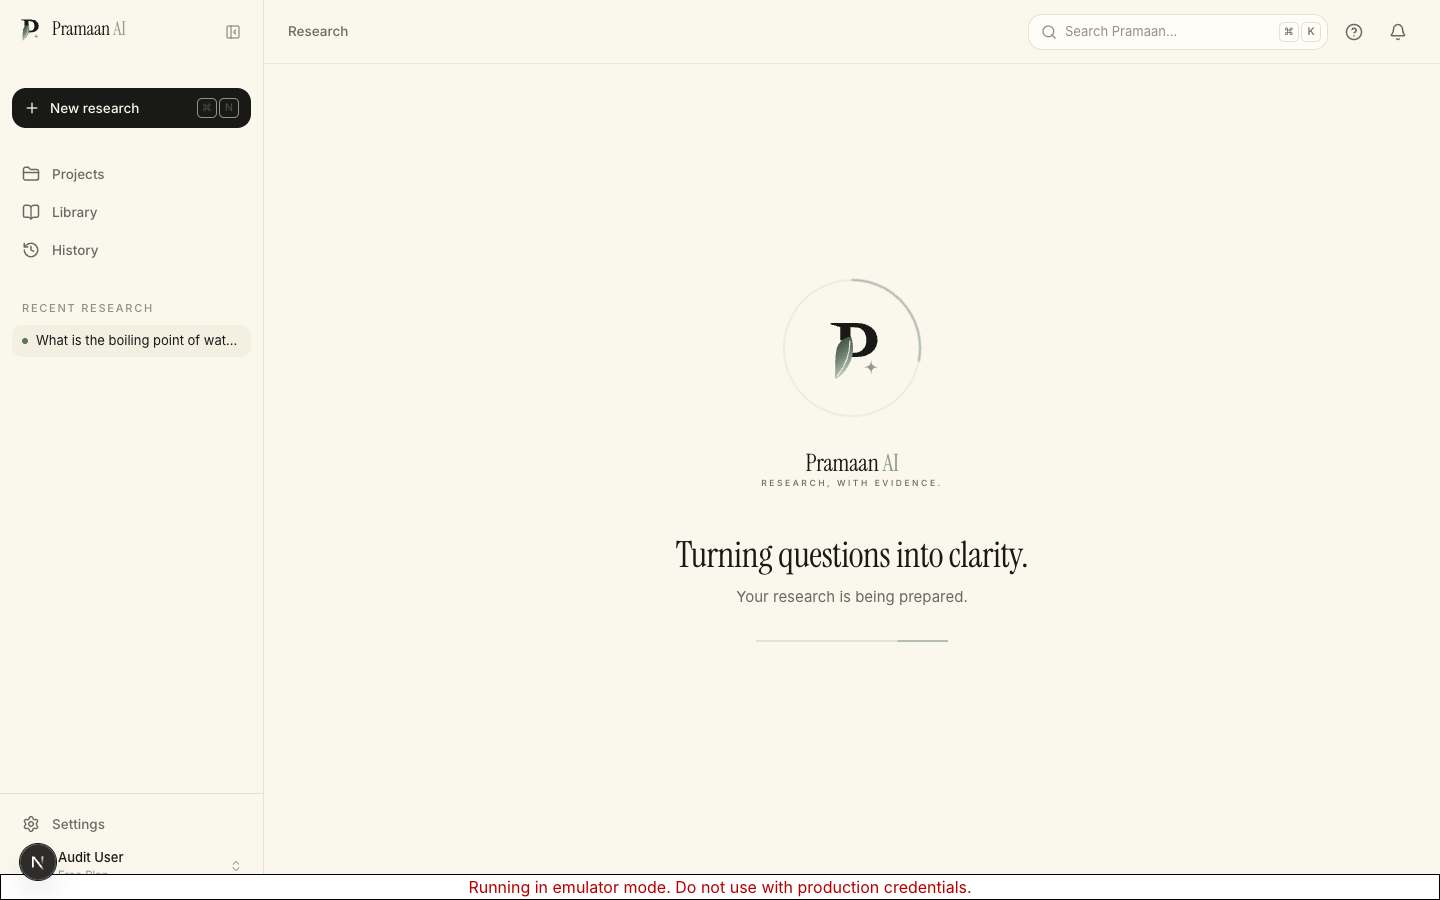 Pramaan AI
Research
Search Pramaan...
⌘ K
New research
⌘ N
Projects
Library
History
RECENT RESEARCH
What is the boiling point of wat...
Pramaan AI
RESEARCH, WITH EVIDENCE.
Turning questions into clarity.
Your research is being prepared.
Settings
N
Audit User
Free Plan
Running in emulator mode. Do not use with production credentials.